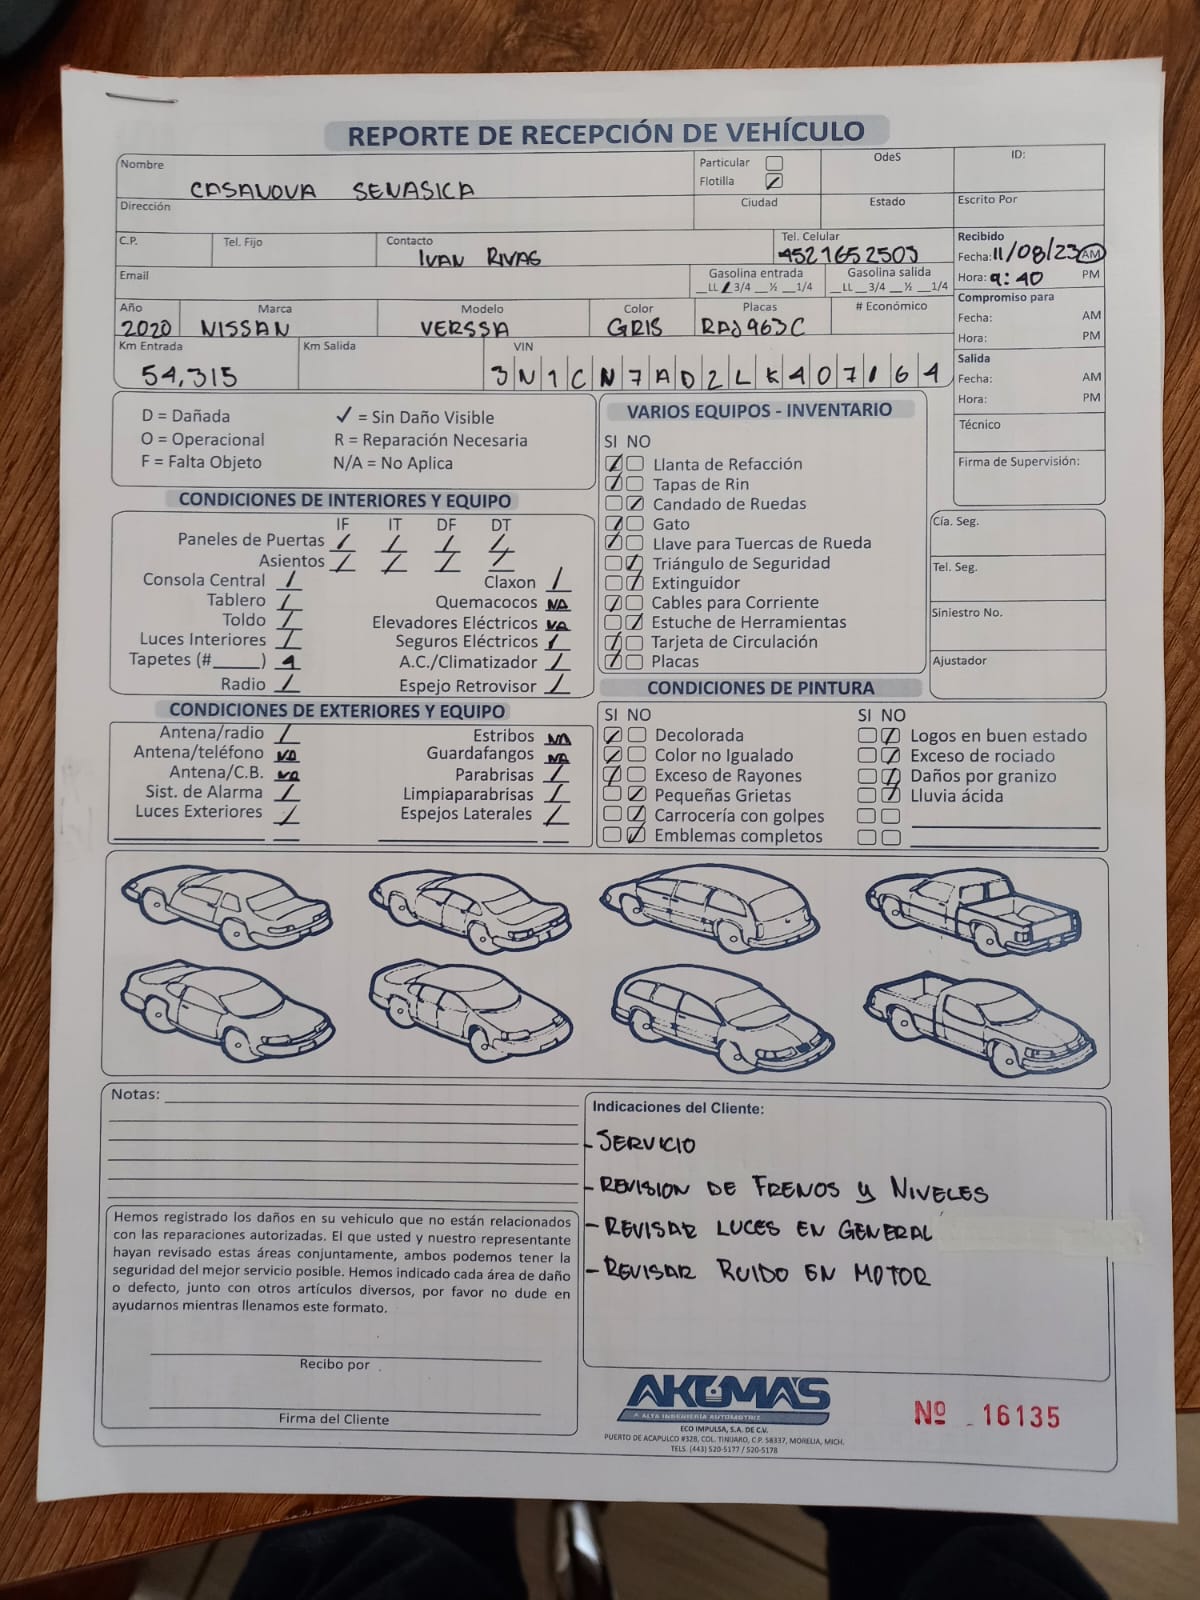 REPORTE DE RECEPCIÓN DE VEHÍCULO
Nombre
CASANOVA SENASICA
Particular
Flotilla
OdeS
ID:
Dirección
Ciudad
Estado
Escrito Por
C.P.
Tel. Fijo
Contacto
IVAN RIVAS
Tel. Celular
4521652503
Recibido
Fecha: 11/08/23 AM
Hora: 9:40 PM
Email
Gasolina entrada
LL 3/4 ½ 1/4
Gasolina salida
LL 3/4 ½ 1/4
Año
2020
Marca
NISSAN
Modelo
VERSSA
Color
GRIS
Placas
RAJ963C
# Económico
Compromiso para
Fecha: AM
Hora: PM
Km Entrada
54,315
Km Salida
VIN
3N1CN7AD2LK407164
Salida
Fecha: AM
Hora: PM
Técnico
Firma de Supervisión:
D = Dañada
✓ = Sin Daño Visible
O = Operacional
R = Reparación Necesaria
F = Falta Objeto
N/A = No Aplica
CONDICIONES DE INTERIORES Y EQUIPO
IF IT DF DT
Paneles de Puertas
Asientos
Consola Central
Claxon
Tablero
Quemacocos NA
Toldo
Elevadores Eléctricos NA
Luces Interiores
Seguros Eléctricos
Tapetes (#_____) 4
A.C./Climatizador
Radio
Espejo Retrovisor
VARIOS EQUIPOS - INVENTARIO
SI NO
Llanta de Refacción
Tapas de Rin
Candado de Ruedas
Gato
Llave para Tuercas de Rueda
Triángulo de Seguridad
Extinguidor
Cables para Corriente
Estuche de Herramientas
Tarjeta de Circulación
Placas
Cía. Seg.
Tel. Seg.
Siniestro No.
Ajustador
CONDICIONES DE EXTERIORES Y EQUIPO
Antena/radio
Estribos NA
Antena/teléfono NA
Guardafangos NA
Antena/C.B. NA
Parabrisas
Sist. de Alarma
Limpiaparabrisas
Luces Exteriores
Espejos Laterales
CONDICIONES DE PINTURA
SI NO
SI NO
Decolorada
Logos en buen estado
Color no Igualado
Exceso de rociado
Exceso de Rayones
Daños por granizo
Pequeñas Grietas
Lluvia ácida
Carrocería con golpes
Emblemas completos
Notas:
Indicaciones del Cliente:
- SERVICIO
- REVISION DE FRENOS Y NIVELES
- REVISAR LUCES EN GENERAL
- REVISAR RUIDO EN MOTOR
Hemos registrado los daños en su vehiculo que no están relacionados
con las reparaciones autorizadas. El que usted y nuestro representante
hayan revisado estas áreas conjuntamente, ambos podemos tener la
seguridad del mejor servicio posible. Hemos indicado cada área de daño
o defecto, junto con otros artículos diversos, por favor no dude en
ayudarnos mientras llenamos este formato.
Recibo por
Firma del Cliente
AKUMA'S
ALTA INGENIERÍA AUTOMOTRIZ
ECO IMPULSA, S.A. DE C.V.
PUERTO DE ACAPULCO #328, COL. TINIJARO, C.P. 58337, MORELIA, MICH.
TELS. (443) 520-5177 / 520-5178
Nº 16135